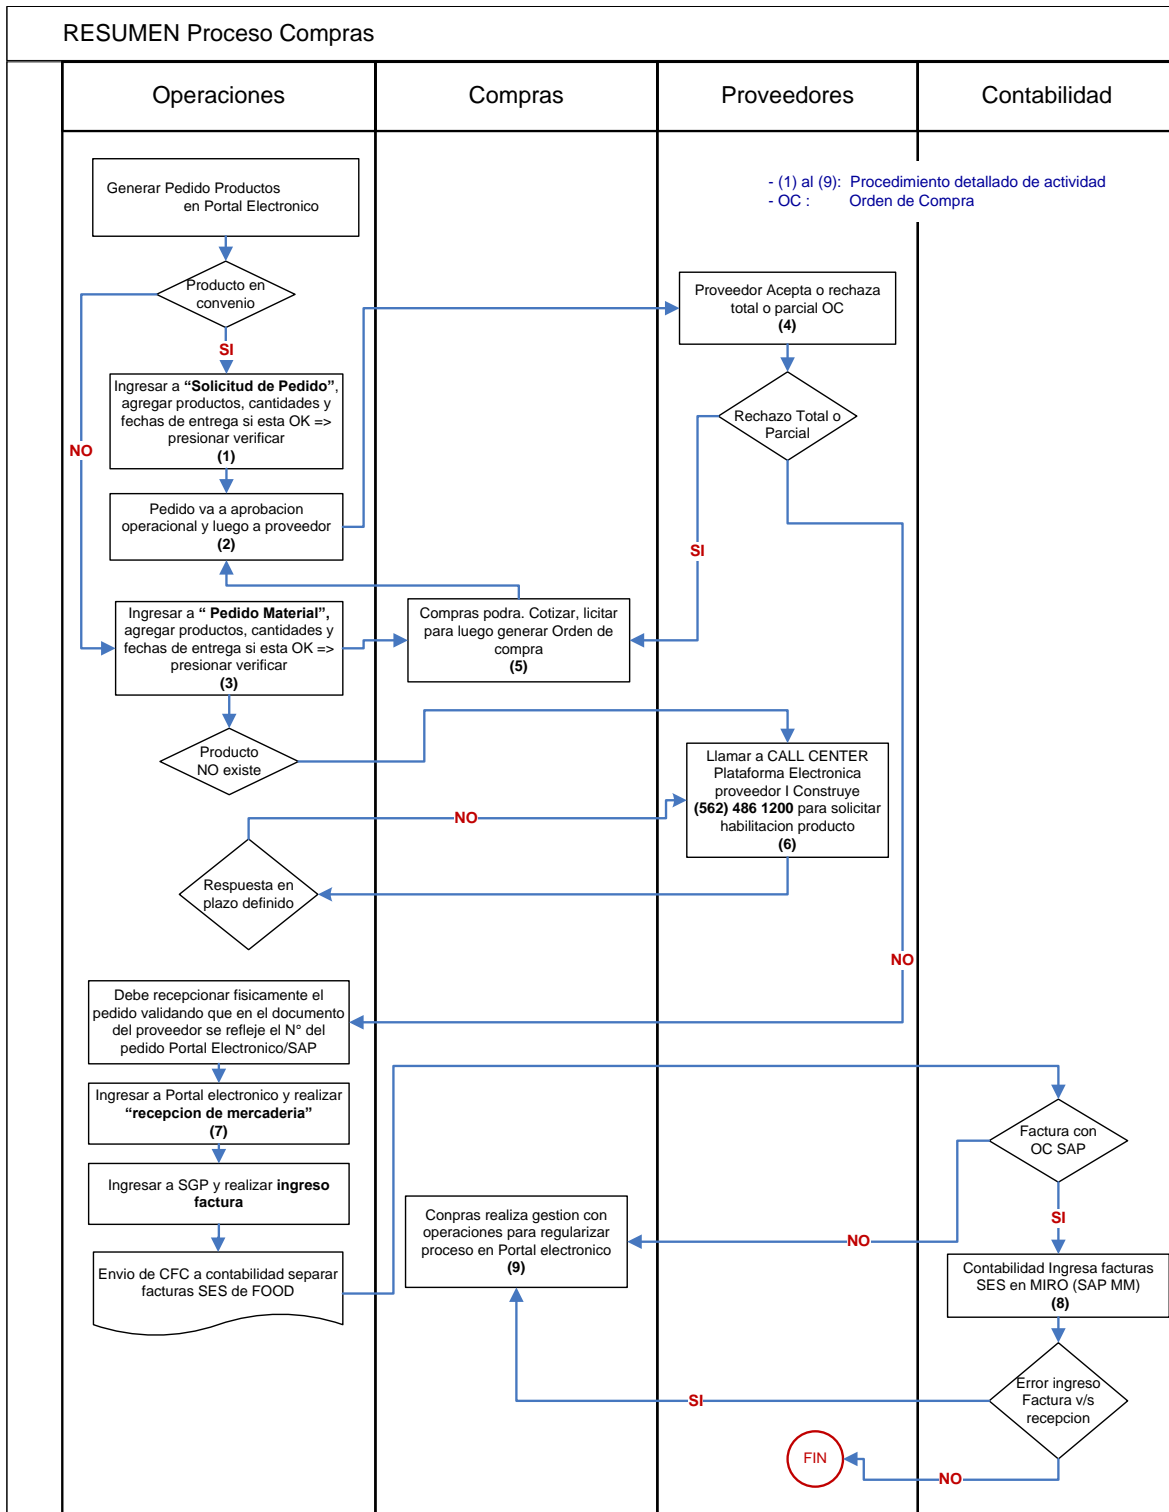 RESUMEN Proceso Compras
Operaciones
Compras
Proveedores
Contabilidad
Generar Pedido Productos
en Portal Electronico
- (1) al (9): Procedimiento detallado de actividad
- OC : Orden de Compra
Producto en
convenio
SI
NO
Ingresar a “Solicitud de Pedido”,
agregar productos, cantidades y
fechas de entrega si esta OK =>
presionar verificar
(1)
Pedido va a aprobacion
operacional y luego a proveedor
(2)
Proveedor Acepta o rechaza
total o parcial OC
(4)
Rechazo Total o
Parcial
SI
Ingresar a “ Pedido Material”,
agregar productos, cantidades y
fechas de entrega si esta OK =>
presionar verificar
(3)
Compras podra. Cotizar, licitar
para luego generar Orden de
compra
(5)
Producto
NO existe
Llamar a CALL CENTER
Plataforma Electronica
proveedor I Construye
(562) 486 1200 para solicitar
habilitacion producto
(6)
NO
Respuesta en
plazo definido
NO
Debe recepcionar fisicamente el
pedido validando que en el documento
del proveedor se refleje el N° del
pedido Portal Electronico/SAP
Ingresar a Portal electronico y realizar
“recepcion de mercaderia”
(7)
Ingresar a SGP y realizar ingreso
factura
Envio de CFC a contabilidad separar
facturas SES de FOOD
Factura con
OC SAP
SI
NO
Conpras realiza gestion con
operaciones para regularizar
proceso en Portal electronico
(9)
Contabilidad Ingresa facturas
SES en MIRO (SAP MM)
(8)
Error ingreso
Factura v/s
recepcion
SI
FIN
NO